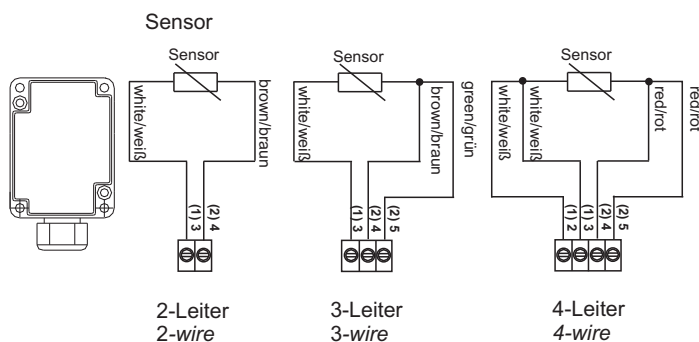 Sensor
Sensor
white/weiß
brown/braun
(1) 3
(2) 4
2-Leiter
2-wire
Sensor
white/weiß
brown/braun
green/grün
(1) 3
(2) 4
(2) 5
3-Leiter
3-wire
Sensor
white/weiß
white/weiß
red/rot
red/rot
(1) 2
(1) 3
(2) 4
(2) 5
4-Leiter
4-wire